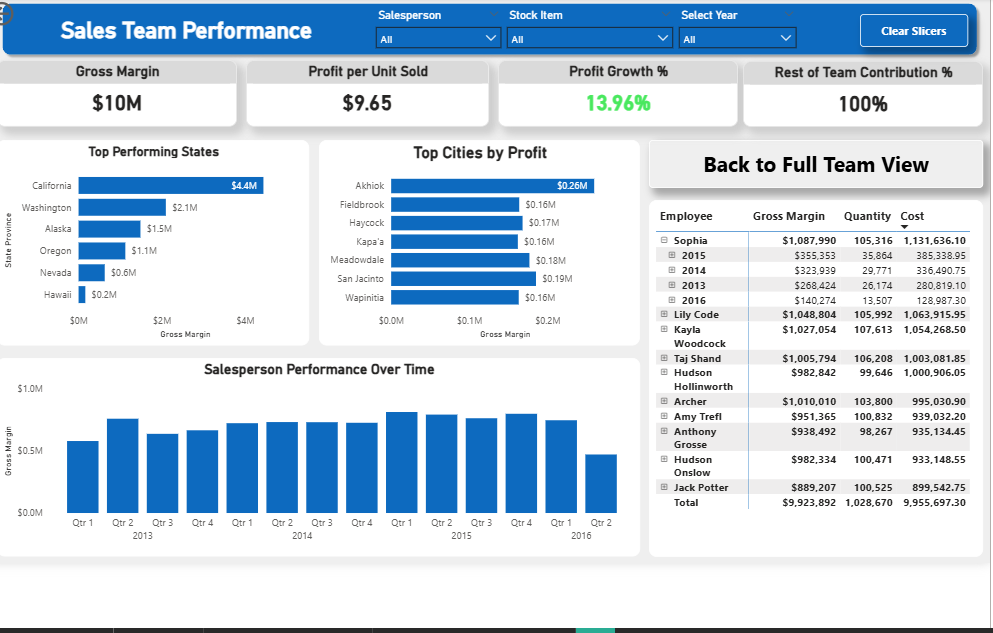 Salesperson Stock Item Select Year
Sales Team Performance
All All All
Clear Slicers
Gross Margin
$10M
Profit per Unit Sold
$9.65
Profit Growth %
13.96%
Rest of Team Contribution %
100%
Top Performing States
State Province
California $4.4M
Washington $2.1M
Alaska $1.5M
Oregon $1.1M
Nevada $0.6M
Hawaii $0.2M
$0M $2M $4M
Gross Margin
Top Cities by Profit
Akhiok $0.26M
Fieldbrook $0.16M
Haycock $0.17M
Kapa'a $0.16M
Meadowdale $0.18M
San Jacinto $0.19M
Wapinitia $0.16M
$0.0M $0.1M $0.2M
Gross Margin
Back to Full Team View
Employee Gross Margin Quantity Cost
Sophia $1,087,990 105,316 1,131,636.10
2015 $355,353 35,864 385,338.95
2014 $323,939 29,771 336,490.75
2013 $268,424 26,174 280,819.10
2016 $140,274 13,507 128,987.30
Lily Code $1,048,804 105,992 1,063,915.95
Kayla $1,027,054 107,613 1,054,268.50
Woodcock
Taj Shand $1,005,794 106,208 1,003,081.85
Hudson $982,842 99,646 1,000,906.05
Hollinworth
Archer $1,010,010 103,800 995,030.90
Amy Trefl $951,365 100,832 939,032.20
Anthony $938,492 98,267 935,134.45
Grosse
Hudson $982,334 100,471 933,148.55
Onslow
Jack Potter $889,207 100,525 899,542.75
Total $9,923,892 1,028,670 9,955,697.30
Salesperson Performance Over Time
Gross Margin
$1.0M
$0.5M
$0.0M
Qtr 1 Qtr 2 Qtr 3 Qtr 4 Qtr 1 Qtr 2 Qtr 3 Qtr 4 Qtr 1 Qtr 2 Qtr 3 Qtr 4 Qtr 1 Qtr 2
2013 2014 2015 2016